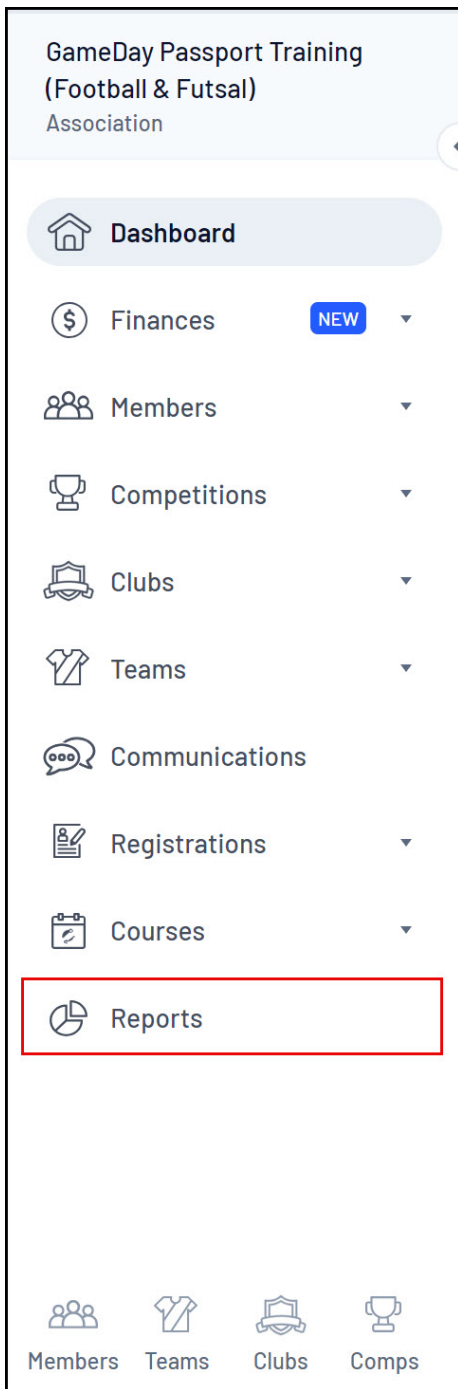 GameDay Passport Training
(Football & Futsal)
Association
Dashboard
Finances NEW
Members
Competitions
Clubs
Teams
Communications
Registrations
Courses
Reports
Members Teams Clubs Comps